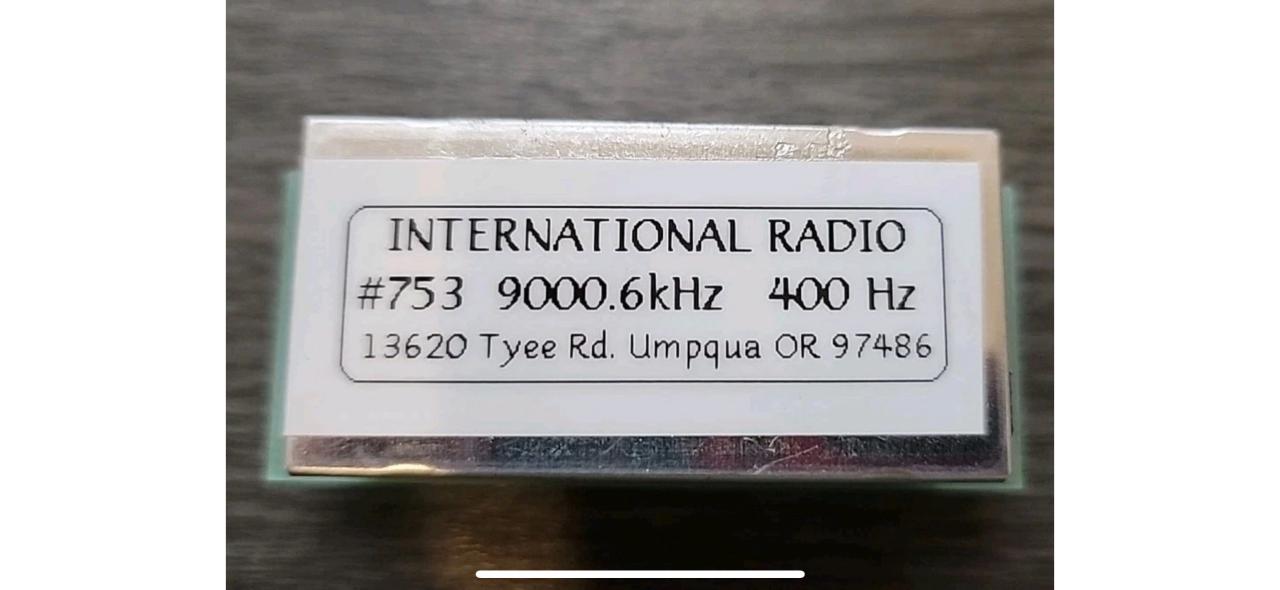 INTERNATIONAL RADIO
#753 9000.6kHz 400 Hz
13620 Tyee Rd. Umpqua OR 97486